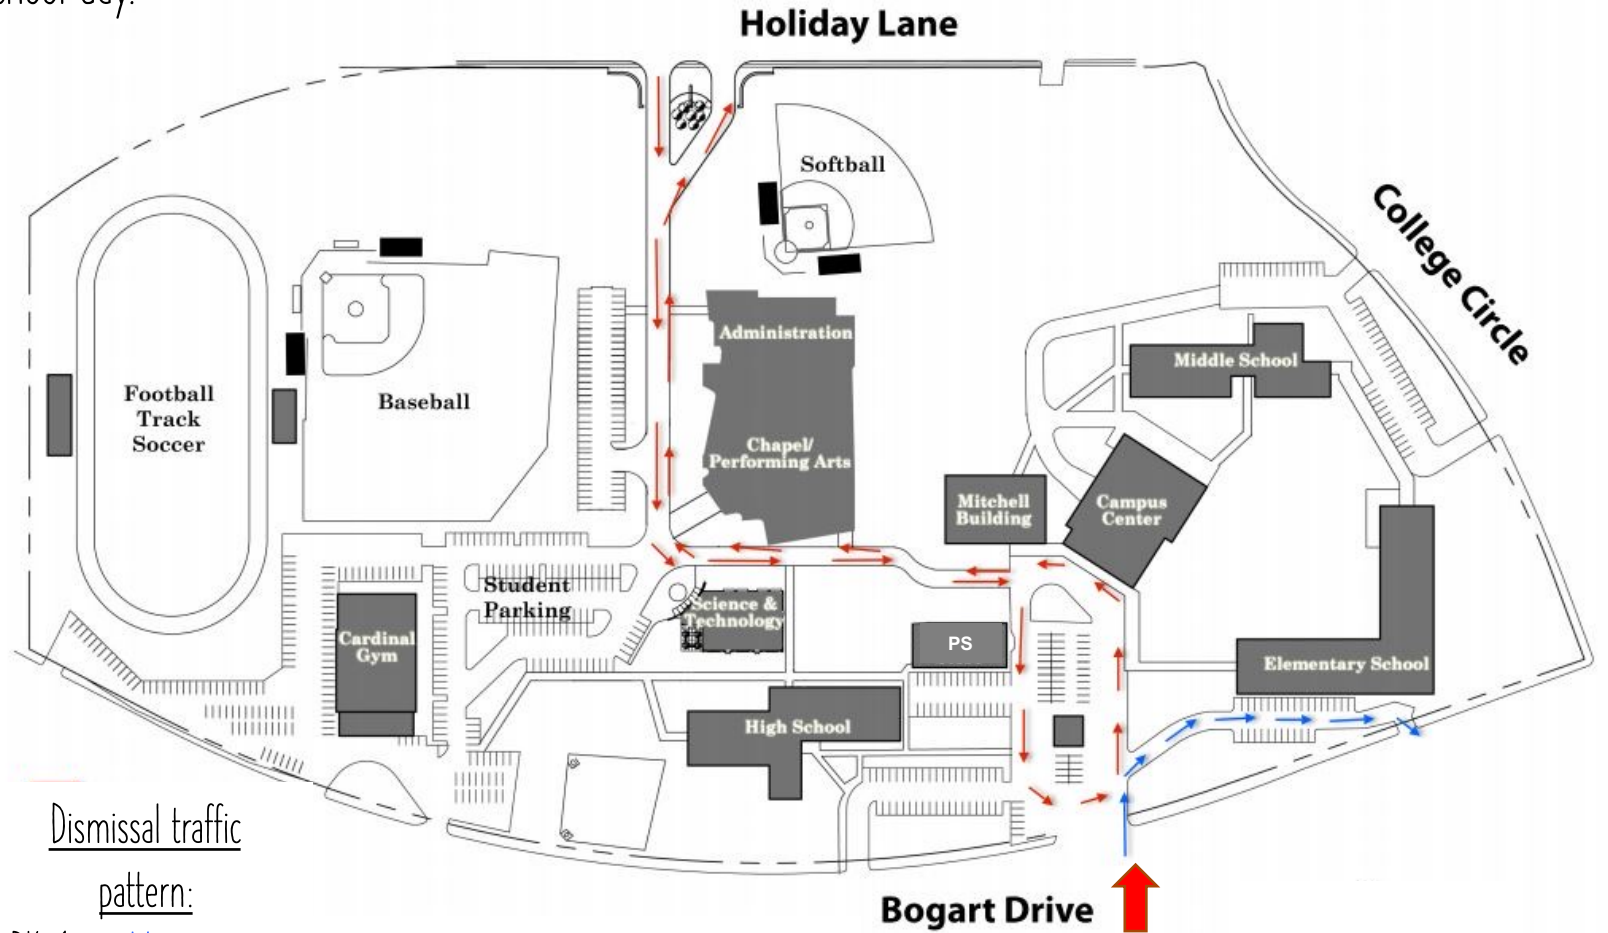 day.
Holiday Lane
Softball
College Circle
Administration
Middle School
Football
Track
Soccer
Baseball
Chapel/
Performing Arts
Mitchell
Building
Campus
Center
Student
Parking
Science &
Technology
Cardinal
Gym
PS
Elementary School
High School
Dismissal traffic
pattern:
Bogart Drive